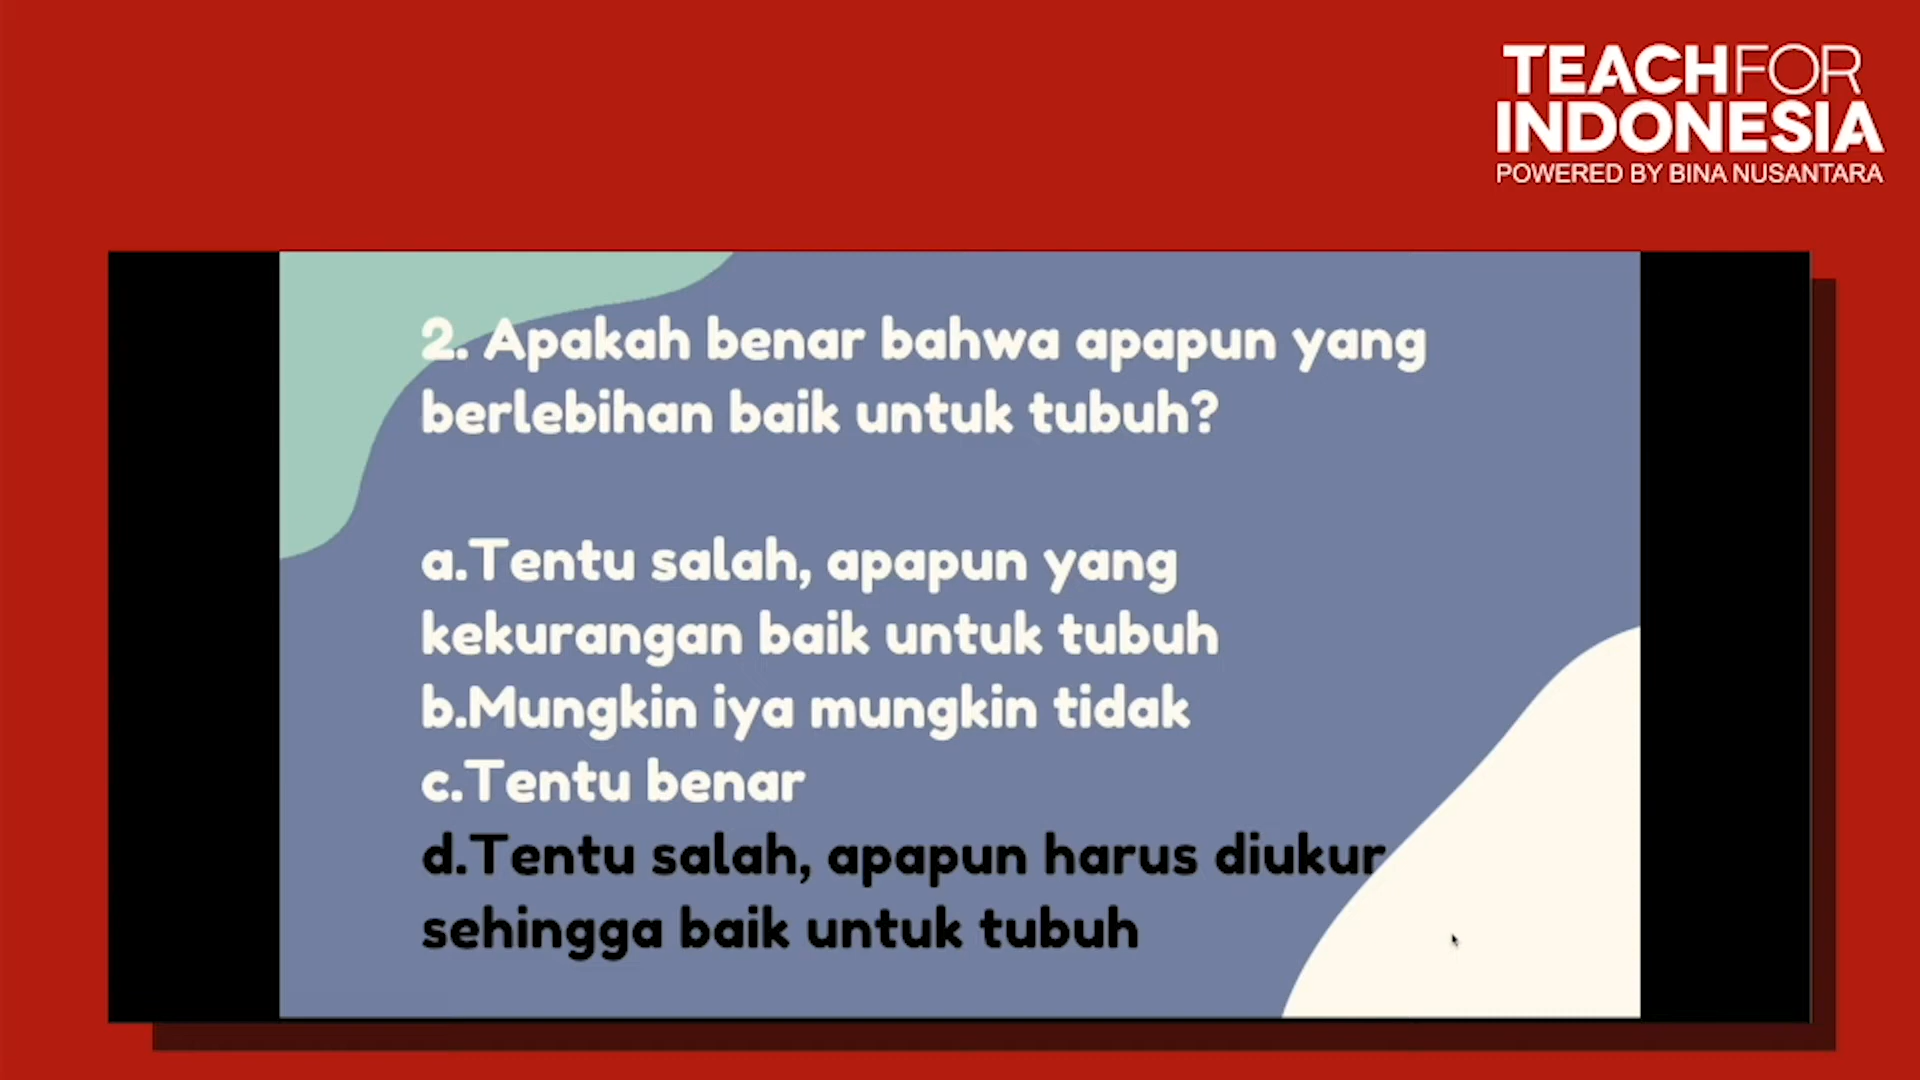 TEACHFOR
INDONESIA
POWERED BY BINA NUSANTARA
2. Apakah benar bahwa apapun yang
berlebihan baik untuk tubuh?
a.Tentu salah, apapun yang
kekurangan baik untuk tubuh
b.Mungkin iya mungkin tidak
c.Tentu benar
d.Tentu salah, apapun harus diukur
sehingga baik untuk tubuh